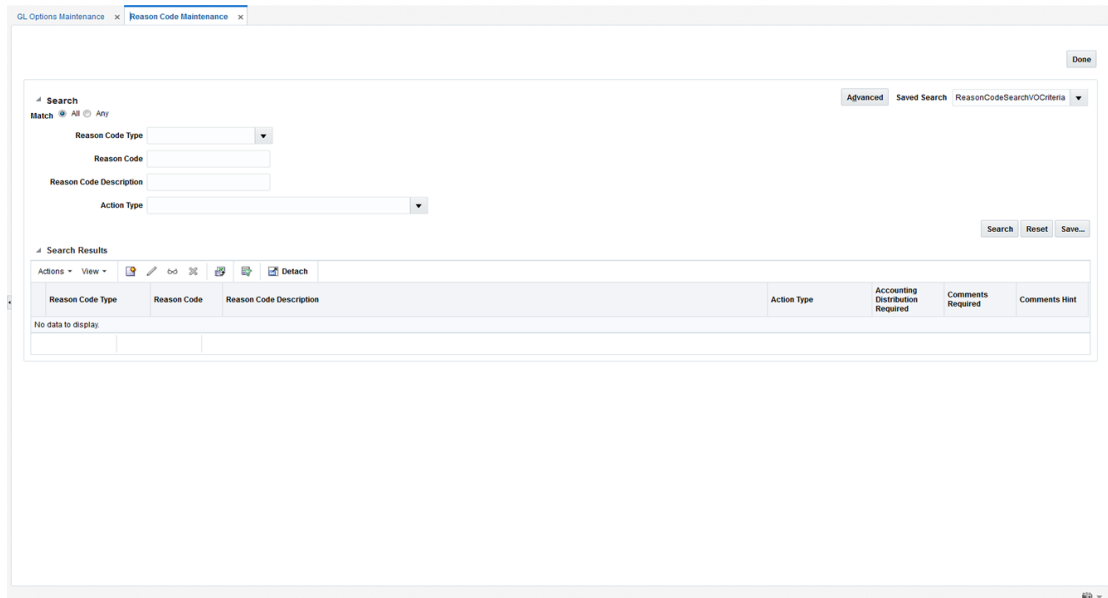 GL Options Maintenance
Reason Code Maintenance
Done
Search
Advanced Saved Search ReasonCodeSearchVOCriteria
Match All Any
Reason Code Type
Reason Code
Reason Code Description
Action Type
Search Reset Save...
Search Results
Actions View Detach
Reason Code Type Reason Code Reason Code Description Action Type Accounting Distribution Required Comments Required Comments Hint
No data to display.